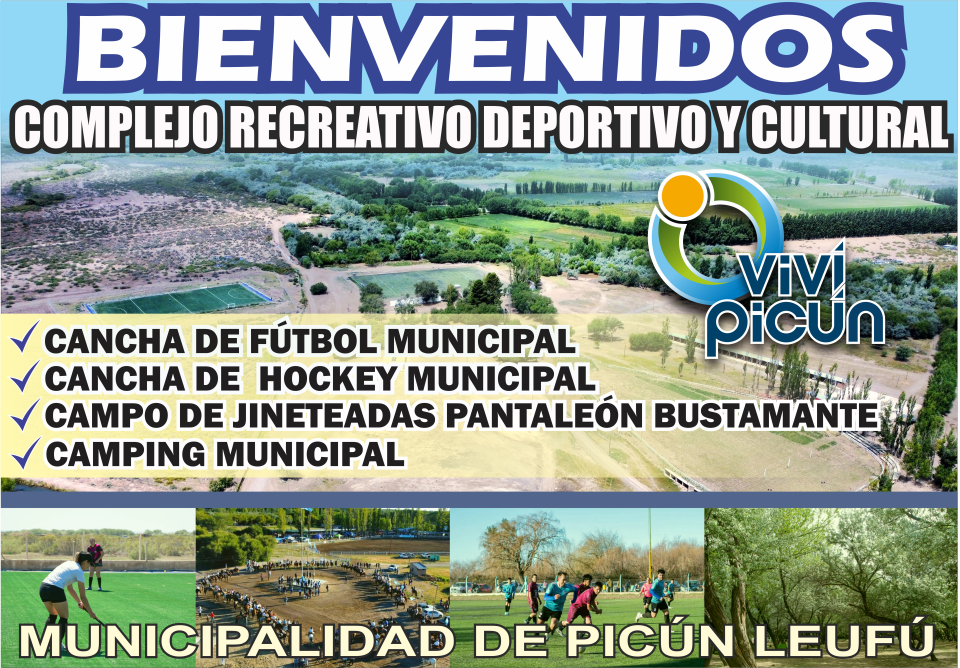 BIENVENIDOS
COMPLEJO RECREATIVO DEPORTIVO Y CULTURAL
ViVí
piCÚn
CANCHA DE FÚTBOL MUNICIPAL
CANCHA DE HOCKEY MUNICIPAL
CAMPO DE JINETEADAS PANTALEÓN BUSTAMANTE
CAMPING MUNICIPAL
MUNICIPALIDAD DE PICÚN LEUFÚ